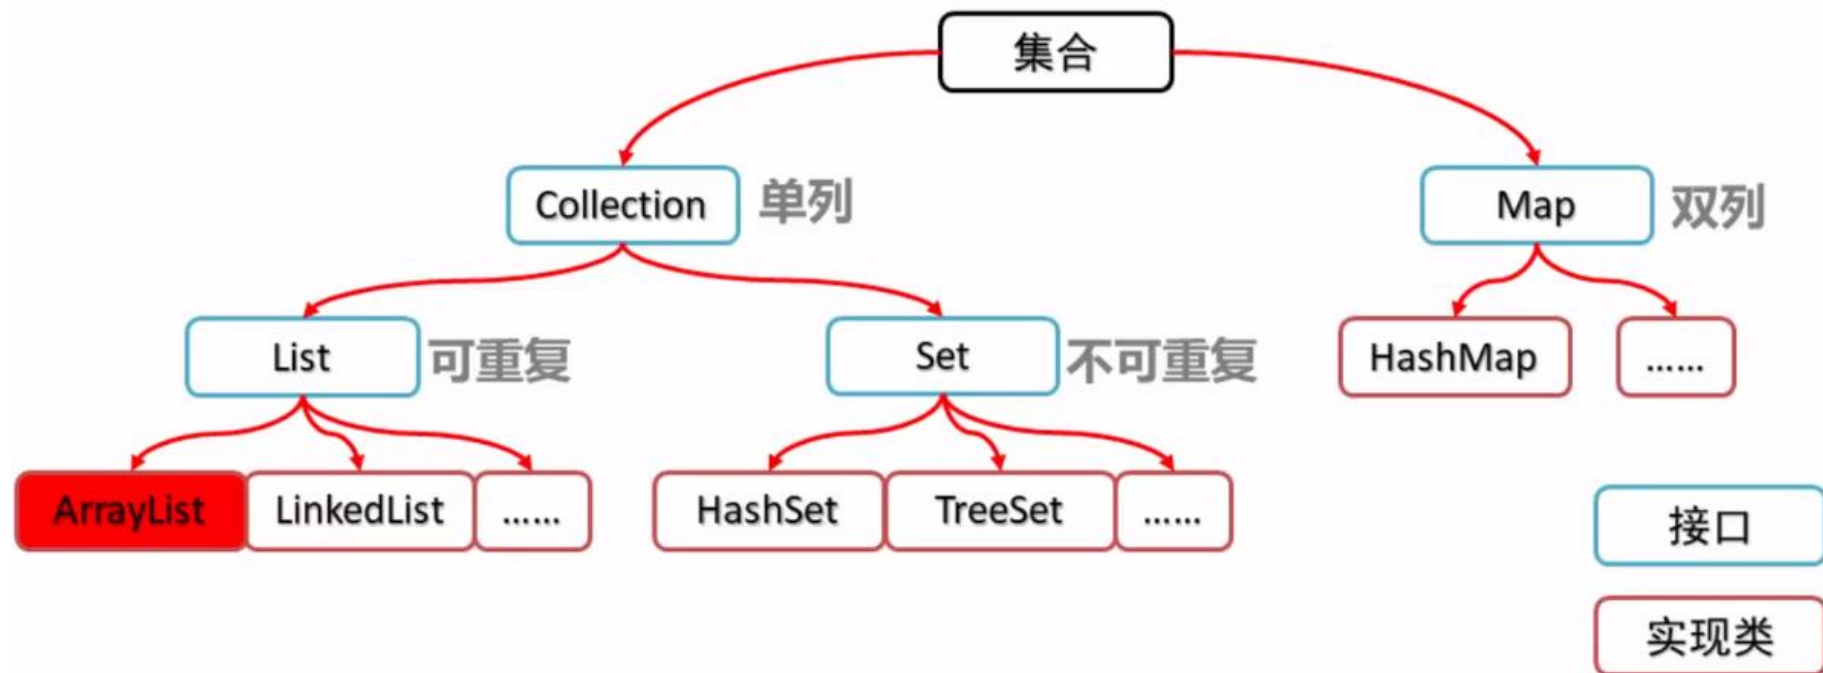 集合
Collection
单列
Map
双列
List
可重复
Set
不可重复
HashMap
......
ArrayList
LinkedList
......
HashSet
TreeSet
......
接口
实现类